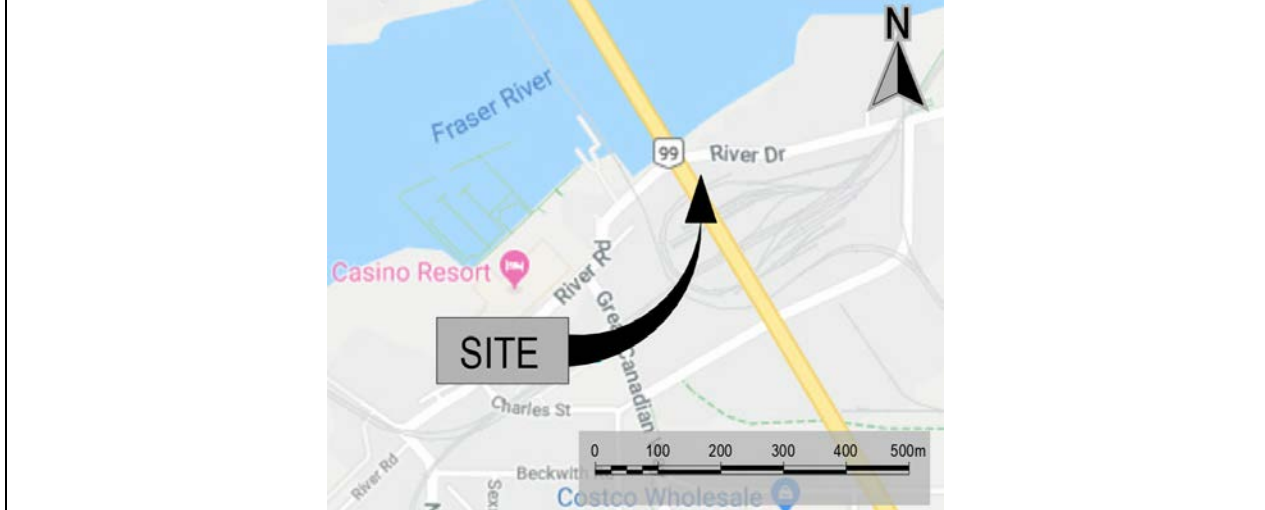 N
Fraser River
99
River Dr
Casino Resort
River R
SITE
Great Canadian
Charles St
0 100 200 300 400 500m
River Rd
Beckwith Rd
Sex
Costco Wholesale
N